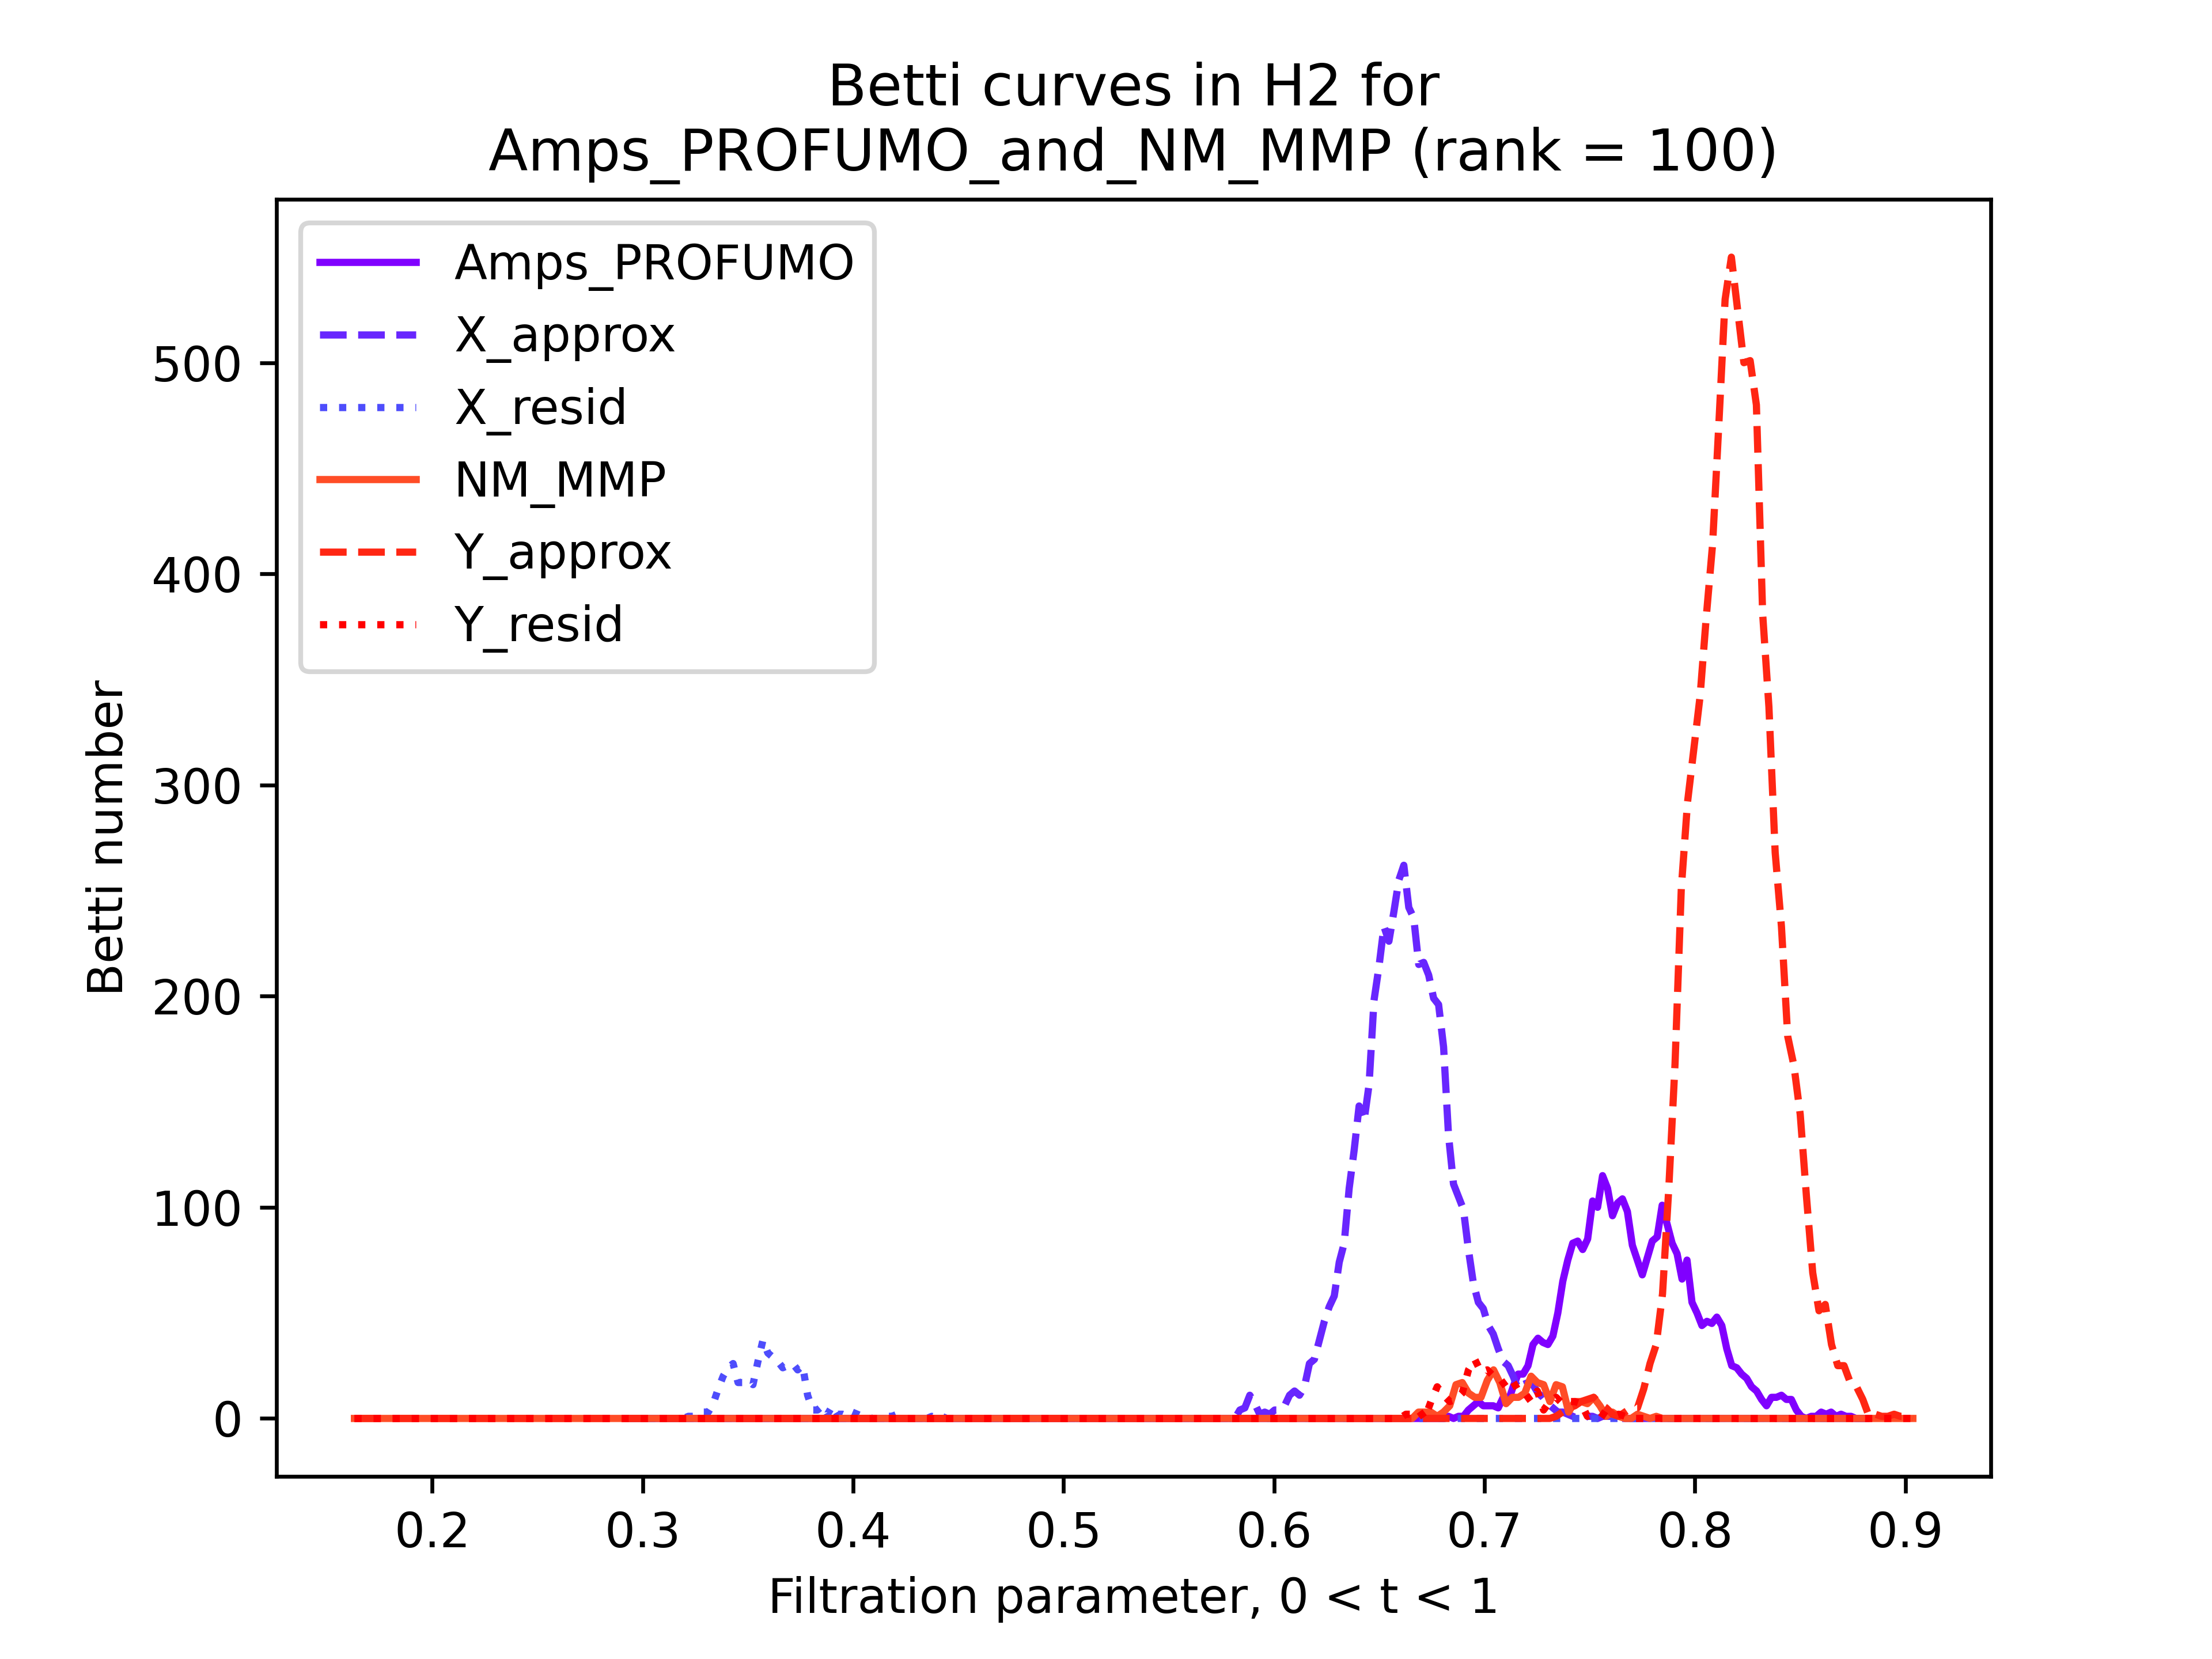 Betti curves in H2 for
Amps_PROFUMO_and_NM_MMP (rank = 100)
Amps_PROFUMO
X_approx
X_resid
NM_MMP
Y_approx
Y_resid
Betti number
500
400
300
200
100
0
0.2 0.3 0.4 0.5 0.6 0.7 0.8 0.9
Filtration parameter, 0 < t < 1